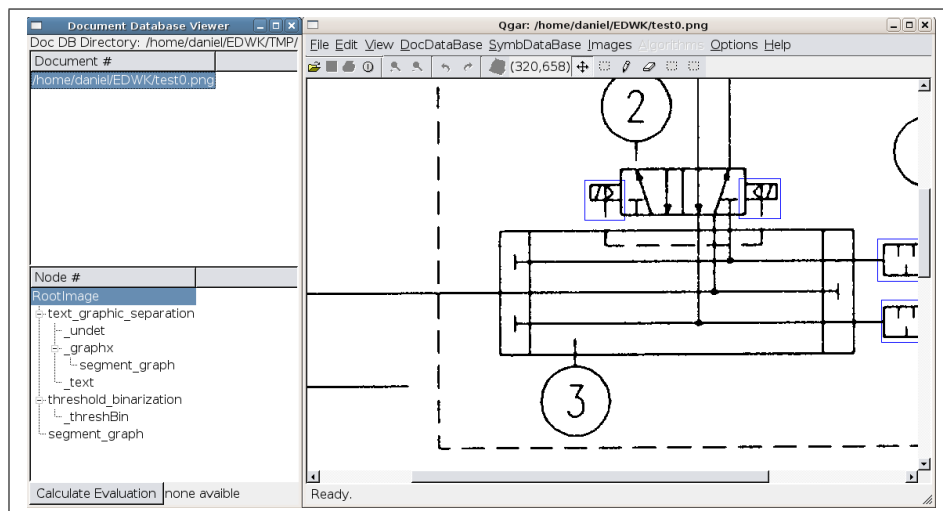 Document Database Viewer
Doc DB Directory: /home/daniel/EDWK/TMP/
Document #
/home/daniel/EDWK/test0.png
Node #
RootImage
text_graphic_separation
_undet
_graphx
segment_graph
_text
threshold_binarization
_threshBin
segment_graph
Calculate Evaluation none avaible
Qgar: /home/daniel/EDWK/test0.png
File Edit View DocDataBase SymbDataBase Images Algorithms Options Help
(320,658)
2
3
Ready.